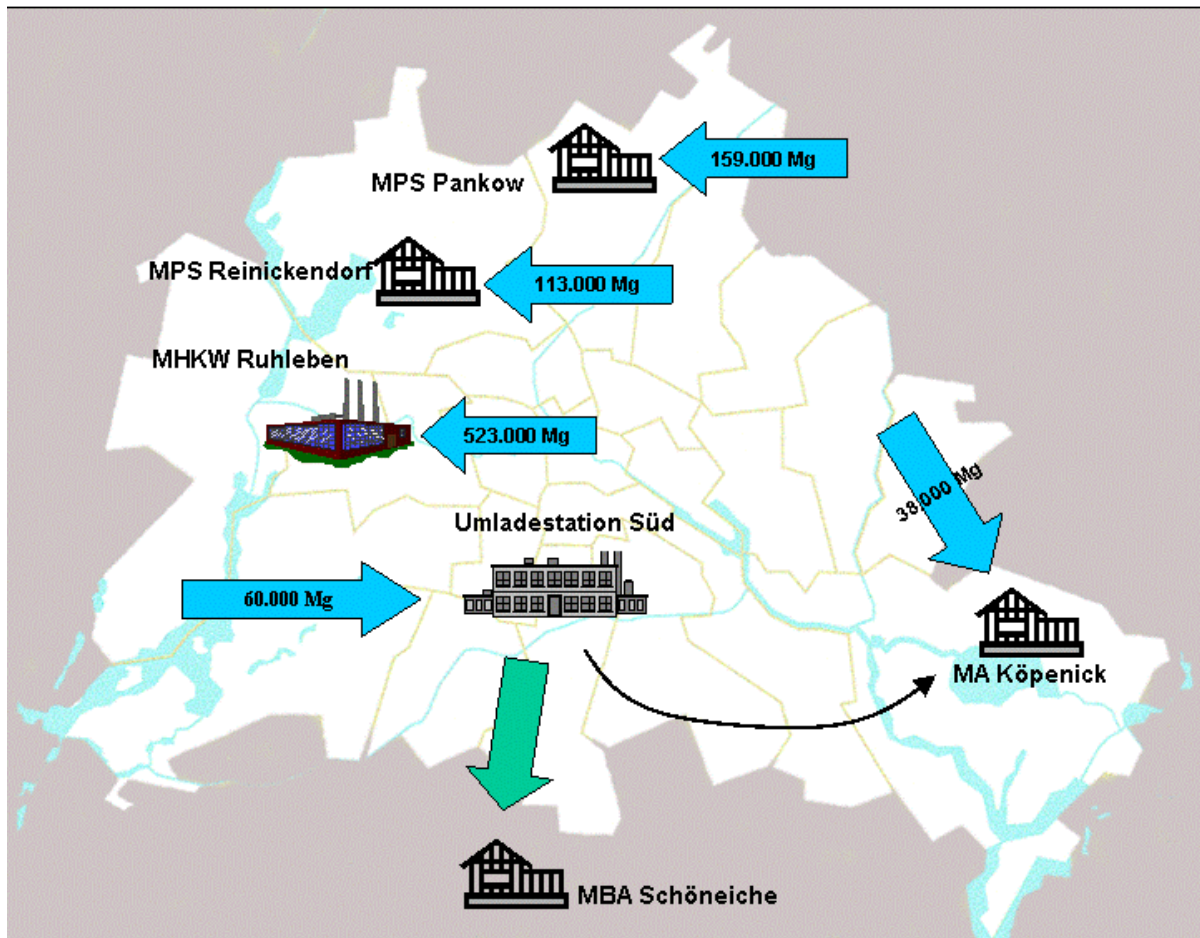 159.000 Mg
MPS Pankow
MPS Reinickendorf
113.000 Mg
MHKW Ruhleben
523.000 Mg
38.000 Mg
Umladestation Süd
60.000 Mg
MA Köpenick
MBA Schöneiche